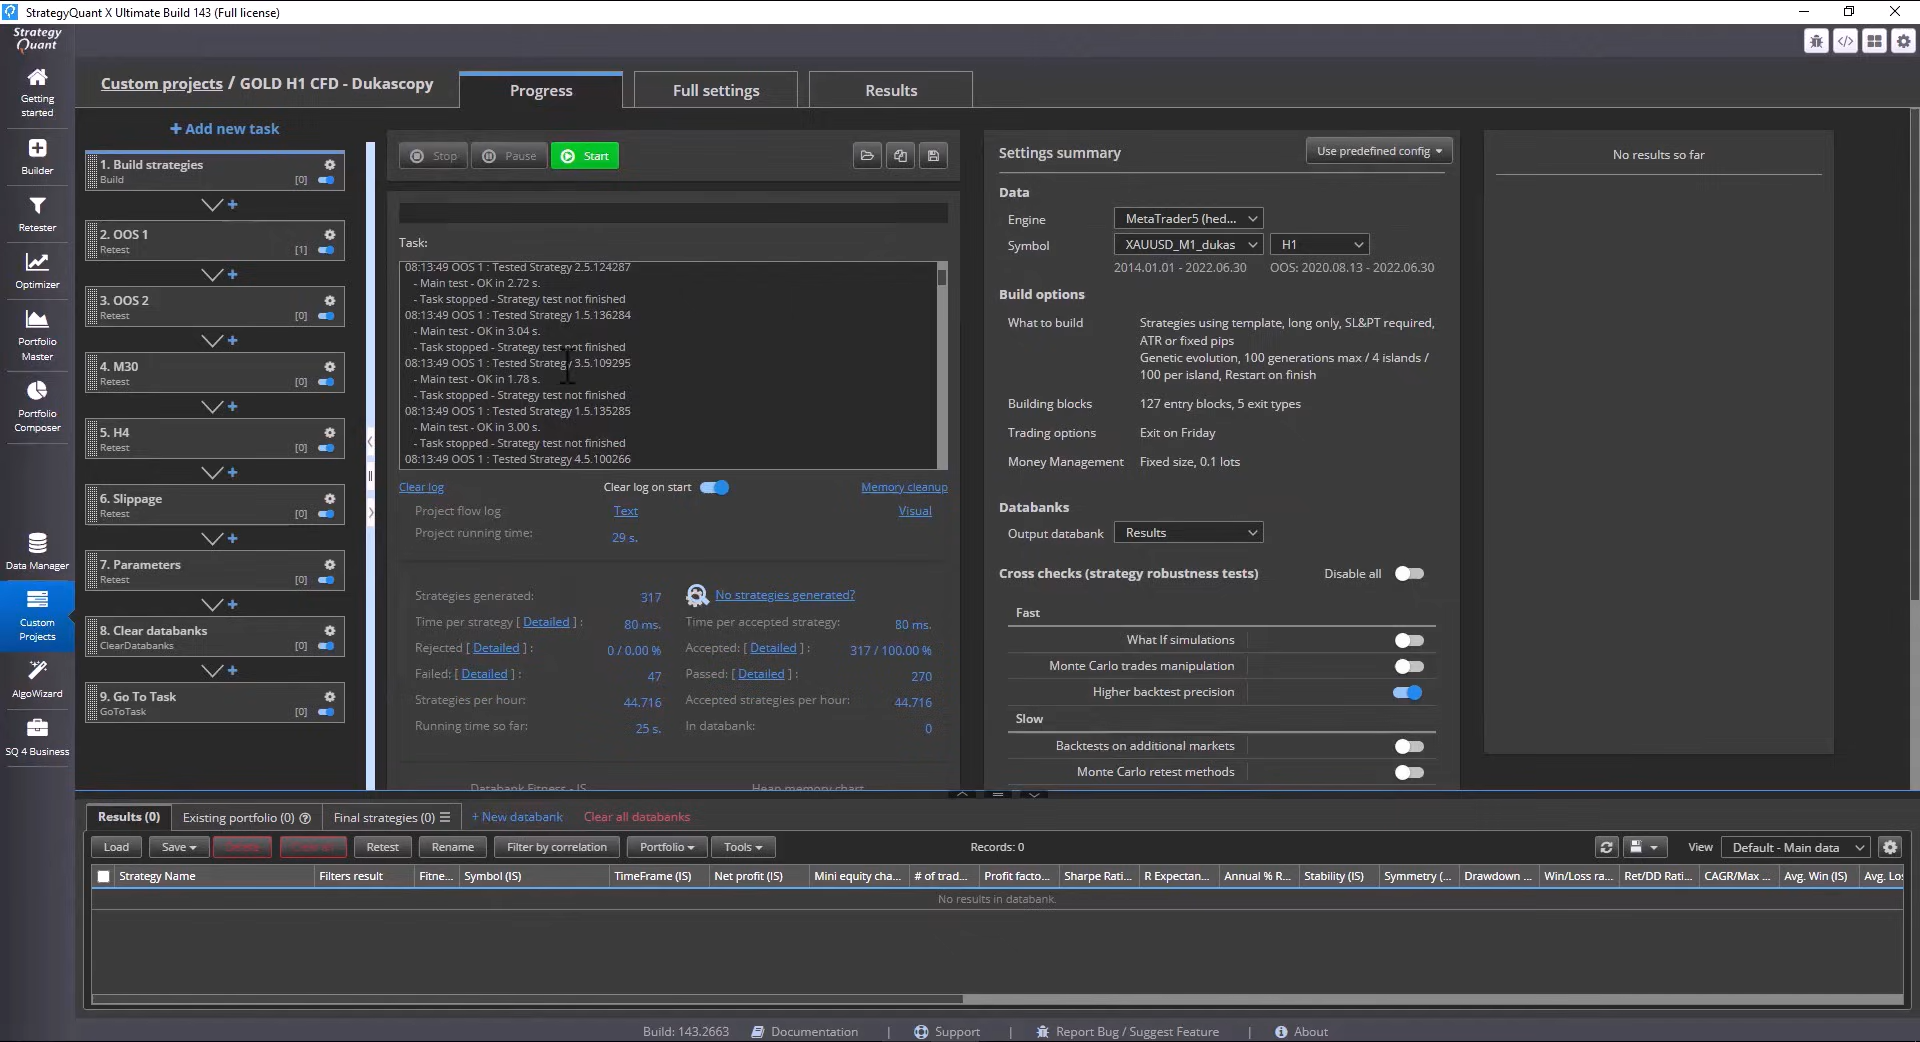 StrategyQuant X Ultimate Build 143 (Full license)
Strategy
Quant
Getting
started
Builder
Retester
Optimizer
Portfolio
Master
Portfolio
Composer
Data Manager
Custom
Projects
AlgoWizard
SQ 4 Business
Custom projects / GOLD H1 CFD - Dukascopy
Progress
Full settings
Results
+ Add new task
1. Build strategies
Build [0]
2. OOS 1
Retest [1]
3. OOS 2
Retest [0]
4. M30
Retest [0]
5. H4
Retest [0]
6. Slippage
Retest [0]
7. Parameters
Retest [0]
8. Clear databanks
ClearDatabanks [0]
9. Go To Task
GoToTask [0]
Stop Pause Start
Task:
08:13:49 OOS 1 : Tested Strategy 2.5.124287
- Main test - OK in 2.72 s.
- Task stopped - Strategy test not finished
08:13:49 OOS 1 : Tested Strategy 1.5.136284
- Main test - OK in 3.04 s.
- Task stopped - Strategy test not finished
08:13:49 OOS 1 : Tested Strategy 3.5.109295
- Main test - OK in 1.78 s.
- Task stopped - Strategy test not finished
08:13:49 OOS 1 : Tested Strategy 1.5.135285
- Main test - OK in 3.00 s.
- Task stopped - Strategy test not finished
08:13:49 OOS 1 : Tested Strategy 4.5.100266
Clear log Clear log on start Memory cleanup
Project flow log Text Visual
Project running time: 29 s.
Strategies generated: 317 No strategies generated?
Time per strategy [ Detailed ] : 80 ms. Time per accepted strategy: 80 ms.
Rejected [ Detailed ] : 0 / 0.00 % Accepted: [ Detailed ] : 317 / 100.00 %
Failed: [ Detailed ] : 47 Passed: [ Detailed ] : 270
Strategies per hour: 44.716 Accepted strategies per hour: 44.716
Running time so far: 25 s. In databank: 0
Databank Fitness - IS Heap memory chart
Settings summary Use predefined config
Data
Engine MetaTrader5 (hed...
Symbol XAUUSD_M1_dukas H1
2014.01.01 - 2022.06.30 OOS: 2020.08.13 - 2022.06.30
Build options
What to build Strategies using template, long only, SL&PT required,
ATR or fixed pips
Genetic evolution, 100 generations max / 4 islands /
100 per island, Restart on finish
Building blocks 127 entry blocks, 5 exit types
Trading options Exit on Friday
Money Management Fixed size, 0.1 lots
Databanks
Output databank Results
Cross checks (strategy robustness tests) Disable all
Fast
What If simulations
Monte Carlo trades manipulation
Higher backtest precision
Slow
Backtests on additional markets
Monte Carlo retest methods
No results so far
Results (0) Existing portfolio (0) Final strategies (0) + New databank Clear all databanks
Load Save Retest Rename Filter by correlation Portfolio Tools Records: 0 View Default - Main data
Strategy Name Filters result Fitne... Symbol (IS) TimeFrame (IS) Net profit (IS) Mini equity cha... # of trad... Profit facto... Sharpe Rati... R Expectan... Annual % R... Stability (IS) Symmetry (... Drawdown ... Win/Loss ra... Ret/DD Rati... CAGR/Max ... Avg. Win (IS) Avg. Los
No results in databank.
Build: 143.2663 Documentation | Support | Report Bug / Suggest Feature | About